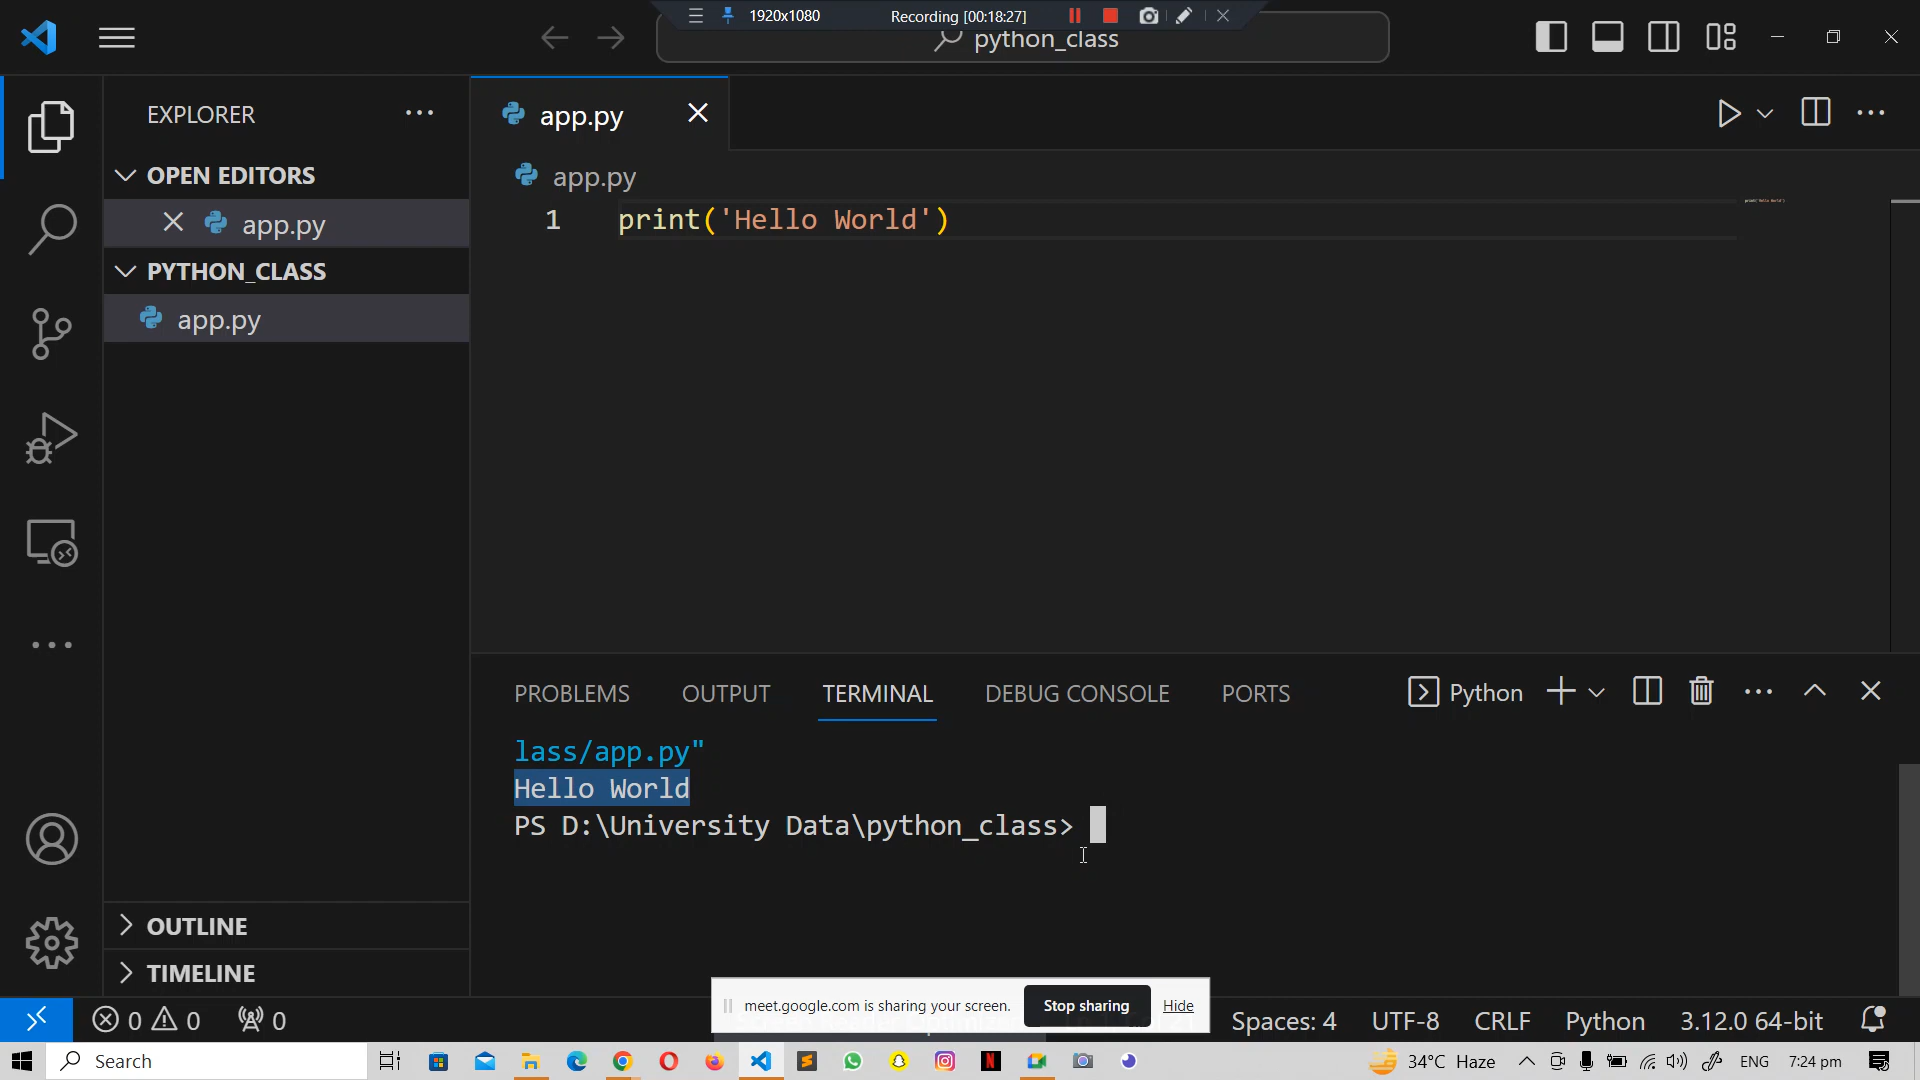 1920x1080
Recording [00:18:27]
python_class
EXPLORER
OPEN EDITORS
app.py
PYTHON_CLASS
app.py
OUTLINE
TIMELINE
app.py
app.py
1 print('Hello World')
PROBLEMS OUTPUT TERMINAL DEBUG CONSOLE PORTS
Python
lass/app.py"
Hello World
PS D:\University Data\python_class>
meet.google.com is sharing your screen. Stop sharing Hide
0 0 0
Spaces: 4 UTF-8 CRLF Python 3.12.0 64-bit
Search
34°C Haze ENG 7:24 pm